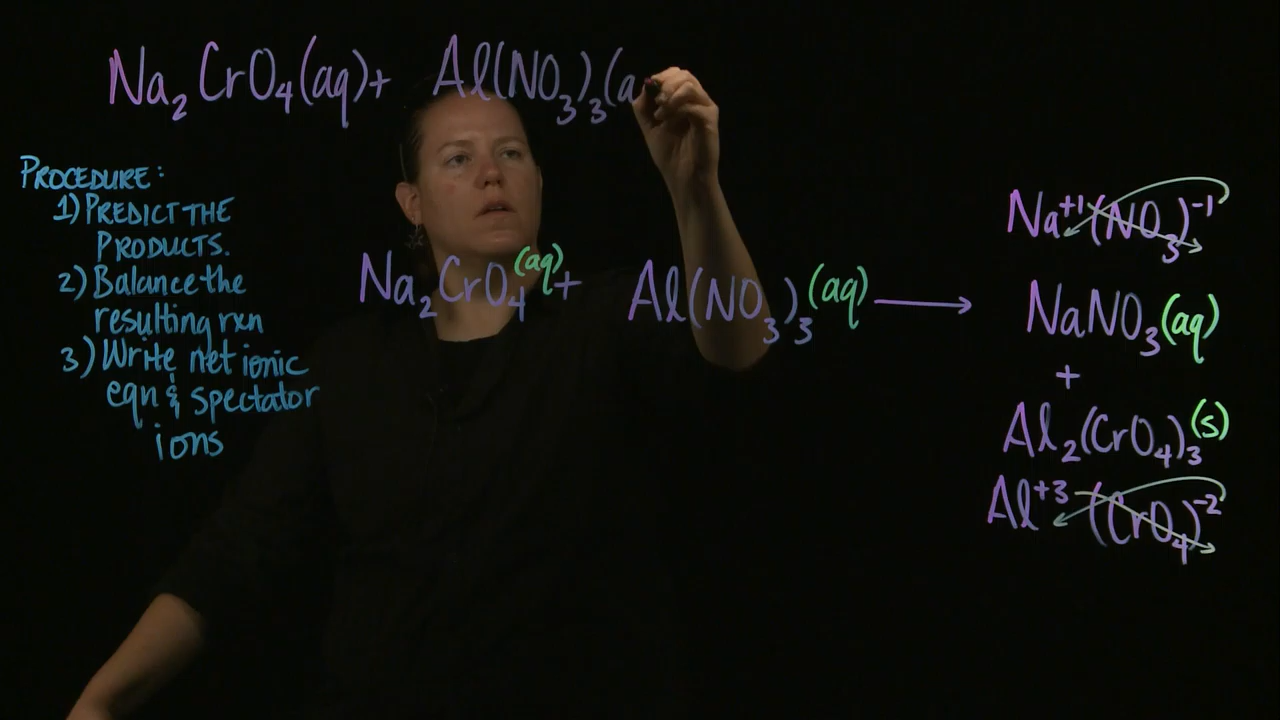 Na₂CrO₄(aq)+ Al(NO₃)₃(a
PROCEDURE:
1) PREDICT THE
PRODUCTS.
2) Balance the
resulting rxn
3) Write net ionic
eqn & spectator
ions
Na₂CrO₄(aq) + Al(NO₃)₃(aq) ⟶
Na⁺¹(NO₃)⁻¹
NaNO₃(aq)
+
Al₂(CrO₄)₃(s)
Al⁺³(CrO₄)⁻²